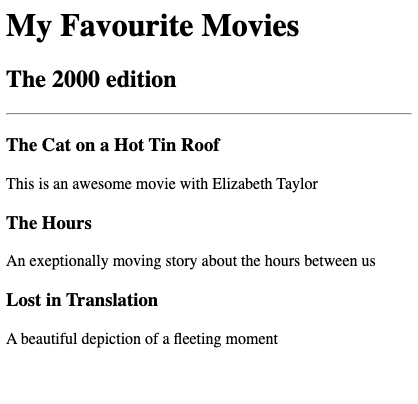 My Favourite Movies
The 2000 edition
The Cat on a Hot Tin Roof
This is an awesome movie with Elizabeth Taylor
The Hours
An exeptionally moving story about the hours between us
Lost in Translation
A beautiful depiction of a fleeting moment